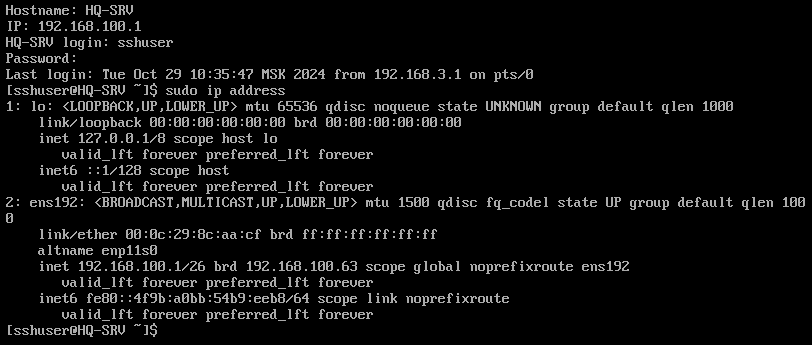 Hostname: HQ-SRV
IP: 192.168.100.1
HQ-SRV login: sshuser
Password:
Last login: Tue Oct 29 10:35:47 MSK 2024 from 192.168.3.1 on pts/0
[sshuser@HQ-SRV ~]$ sudo ip address
1: lo: <LOOPBACK,UP,LOWER_UP> mtu 65536 qdisc noqueue state UNKNOWN group default qlen 1000
    link/loopback 00:00:00:00:00:00 brd 00:00:00:00:00:00
    inet 127.0.0.1/8 scope host lo
       valid_lft forever preferred_lft forever
    inet6 ::1/128 scope host
       valid_lft forever preferred_lft forever
2: ens192: <BROADCAST,MULTICAST,UP,LOWER_UP> mtu 1500 qdisc fq_codel state UP group default qlen 100
0
    link/ether 00:0c:29:8c:aa:cf brd ff:ff:ff:ff:ff:ff
    altname enp11s0
    inet 192.168.100.1/26 brd 192.168.100.63 scope global noprefixroute ens192
       valid_lft forever preferred_lft forever
    inet6 fe80::4f9b:a0bb:54b9:eeb8/64 scope link noprefixroute
       valid_lft forever preferred_lft forever
[sshuser@HQ-SRV ~]$